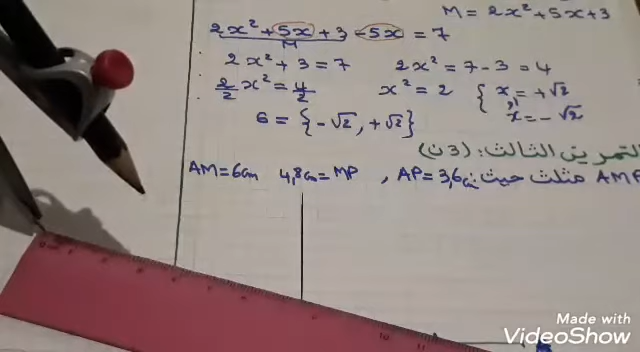 M = 2x² + 5x + 3
2x² + 5x + 3 - 5x = 7
M
2x² + 3 = 7    2x² = 7 - 3 = 4
2/2 x² = 4/2    x² = 2 { x = +√2
x = -√2
6 = {-√2, +√2}
التمرين الثالث: (3ن)
AMP مثلث حيث AP = 3,6cm , 4,8cm = MP AM = 6cm
Made with
VideoShow